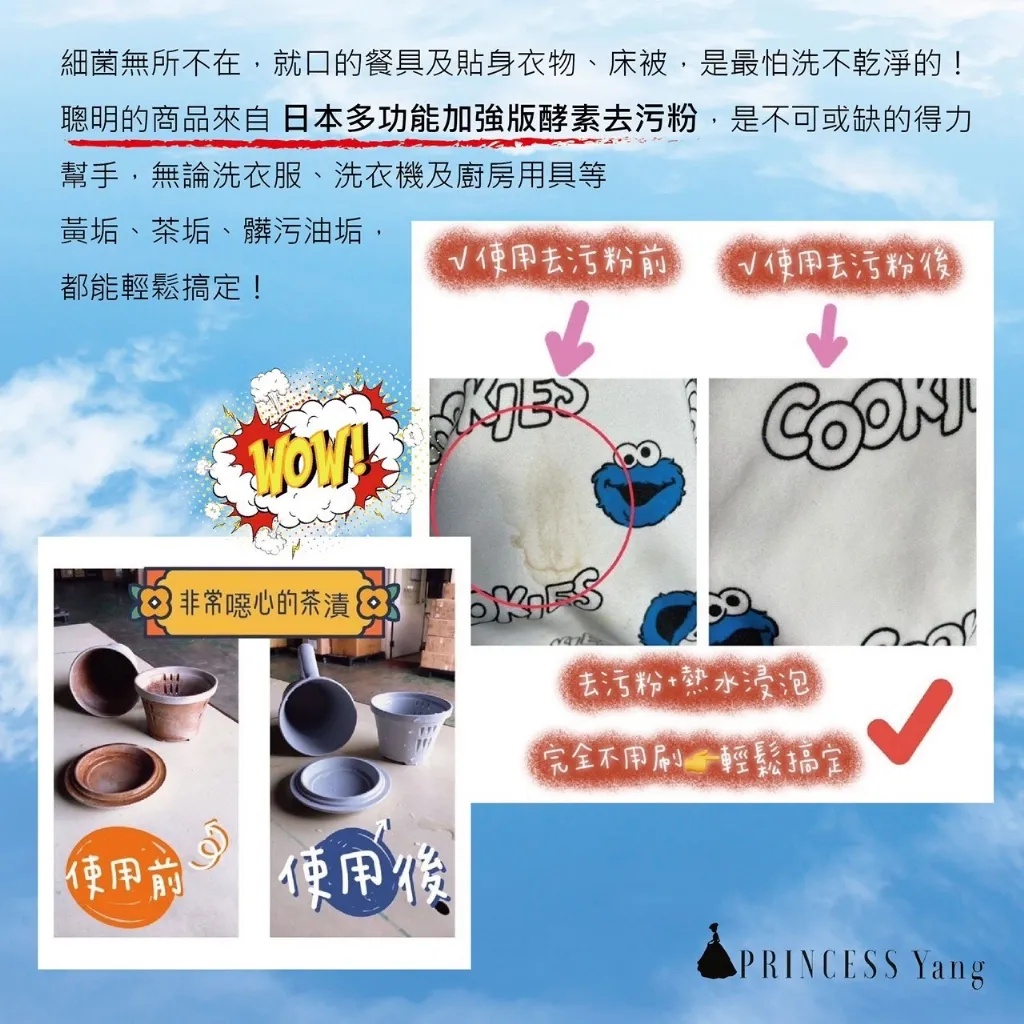 細菌無所不在，就口的餐具及貼身衣物、床被，是最怕洗不乾淨的！
聰明的商品來自 日本多功能加強版酵素去污粉，是不可或缺的得力
幫手，無論洗衣服、洗衣機及廚房用具等
黃垢、茶垢、髒污油垢，
都能輕鬆搞定！
√使用去污粉前
√使用去污粉後
COOKIES
COOKI
WOW!
OKIES
COOK
非常噁心的茶漬
去污粉+熱水浸泡
完全不用刷👉輕鬆搞定
使用前
使用後
PRINCESS Yang